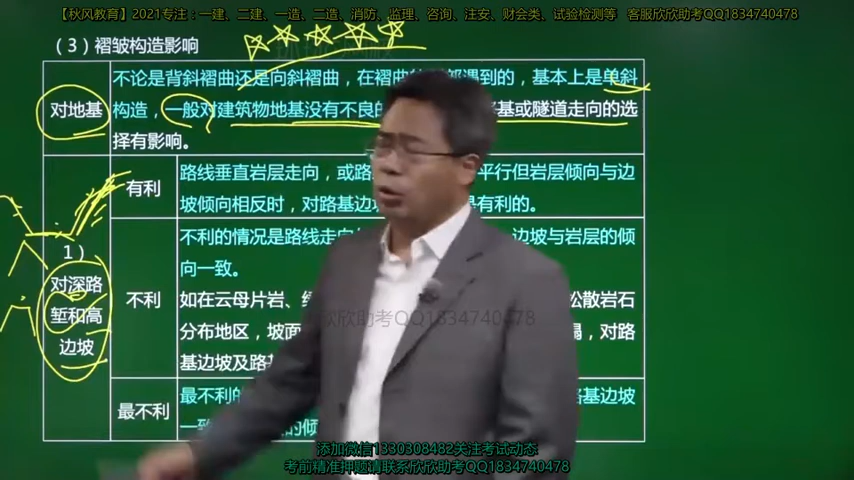 【秋风教育】2021专注：一建、二建、一造、二造、消防、监理、咨询、注安、财会类、试验检测等 客服欣欣助考QQ1834740478
（3）褶皱构造影响
对地基
不论是背斜褶曲还是向斜褶曲，在褶曲的 部遇到的，基本上是单斜
构造，一般对建筑物地基没有不良的 路基或隧道走向的选
择有影响。
1）
对深路
堑和高
边坡
有利
路线垂直岩层走向，或路 平行但岩层倾向与边
坡倾向相反时，对路基边坡 是有利的。
不利
不利的情况是路线走向 边坡与岩层的倾
向一致。
如在云母片岩、 松散岩石
分布地区，坡面 塌，对路
基边坡及路基
最不利
最不利的 路基边坡
一致 的倾
欣欣助考QQ1834740478
添加微信1330308482关注考试动态
考前精准押题请联系欣欣助考QQ1834740478